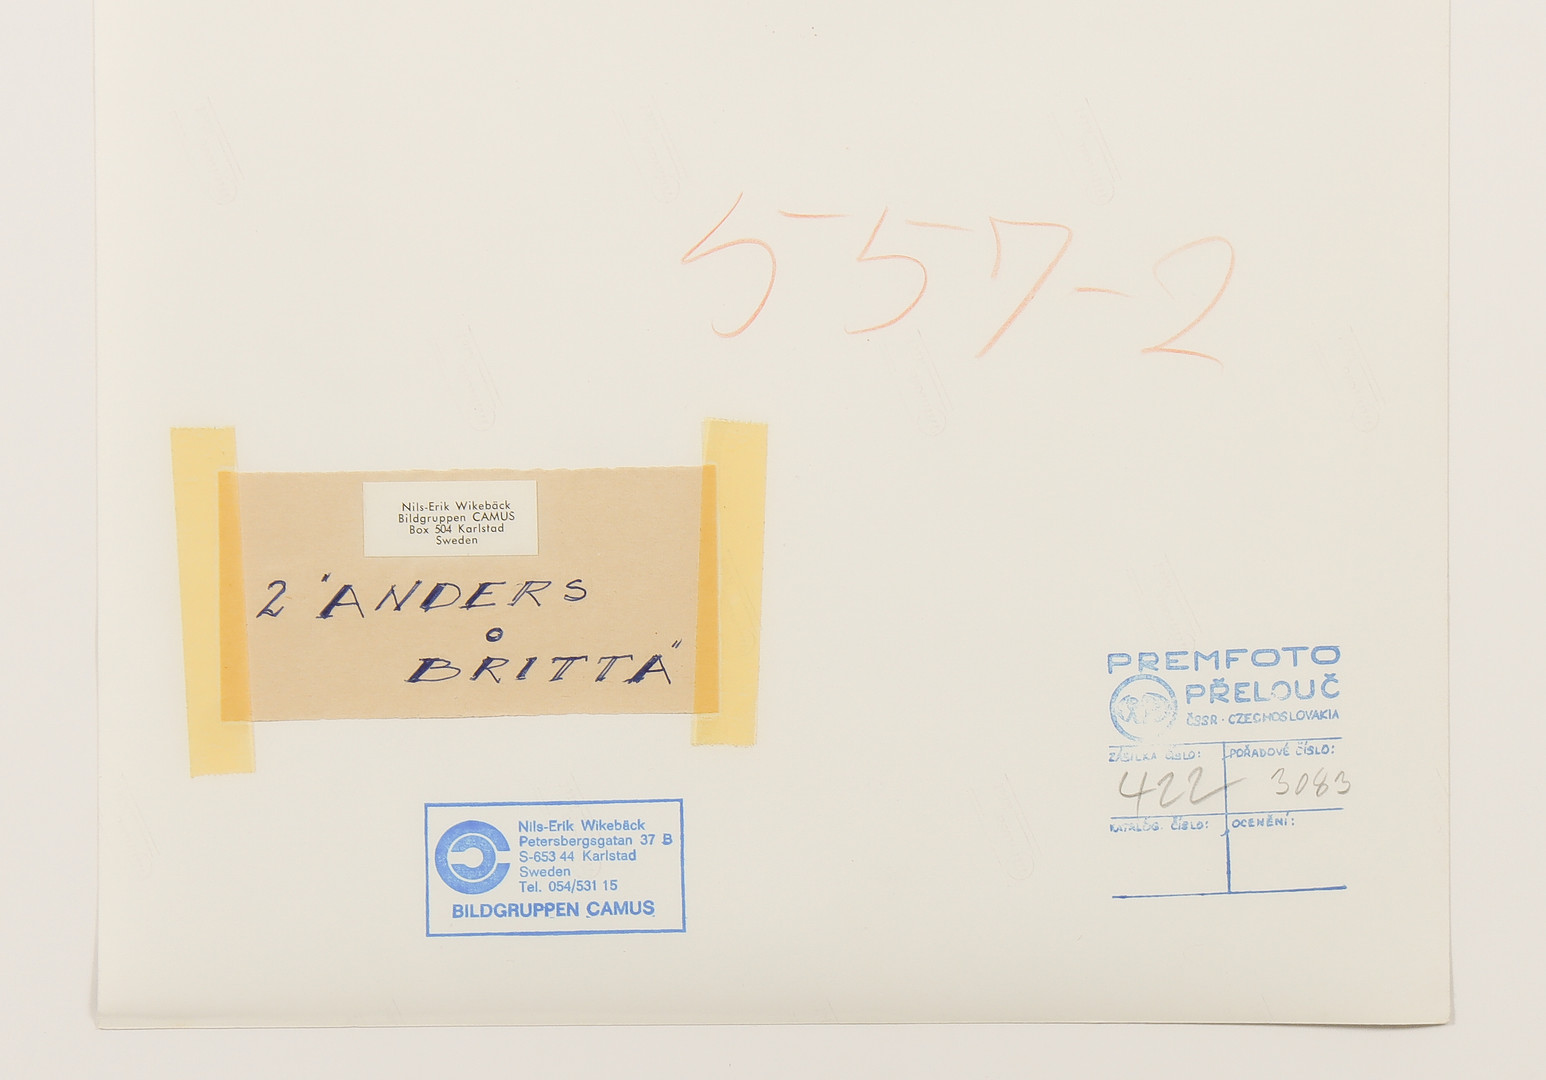 557-2
Nils-Erik Wikebäck
Bildgruppen CAMUS
Box 504 Karlstad
Sweden
2 "ANDERS
o
BRITTA"
Nils-Erik Wikebäck
Petersbergsgatan 37 B
S-653 44 Karlstad
Sweden
Tel. 054/531 15
BILDGRUPPEN CAMUS
PREMFOTO
PŘELOUČ
ČSSR · CZECHOSLOVAKIA
ZÁSILKA ČÍSLO: POŘADOVÉ ČÍSLO:
422 3083
KATALOG. ČÍSLO: OCENĚNÍ: